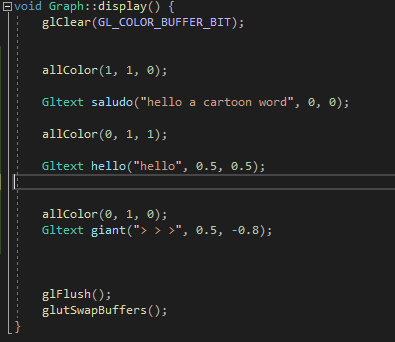 void Graph::display() {
glClear(GL_COLOR_BUFFER_BIT);
allColor(1, 1, 0);
Gltext saludo("hello a cartoon word", 0, 0);
allColor(0, 1, 1);
Gltext hello("hello", 0.5, 0.5);
allColor(0, 1, 0);
Gltext giant("> > >", 0.5, -0.8);
glFlush();
glutSwapBuffers();
}